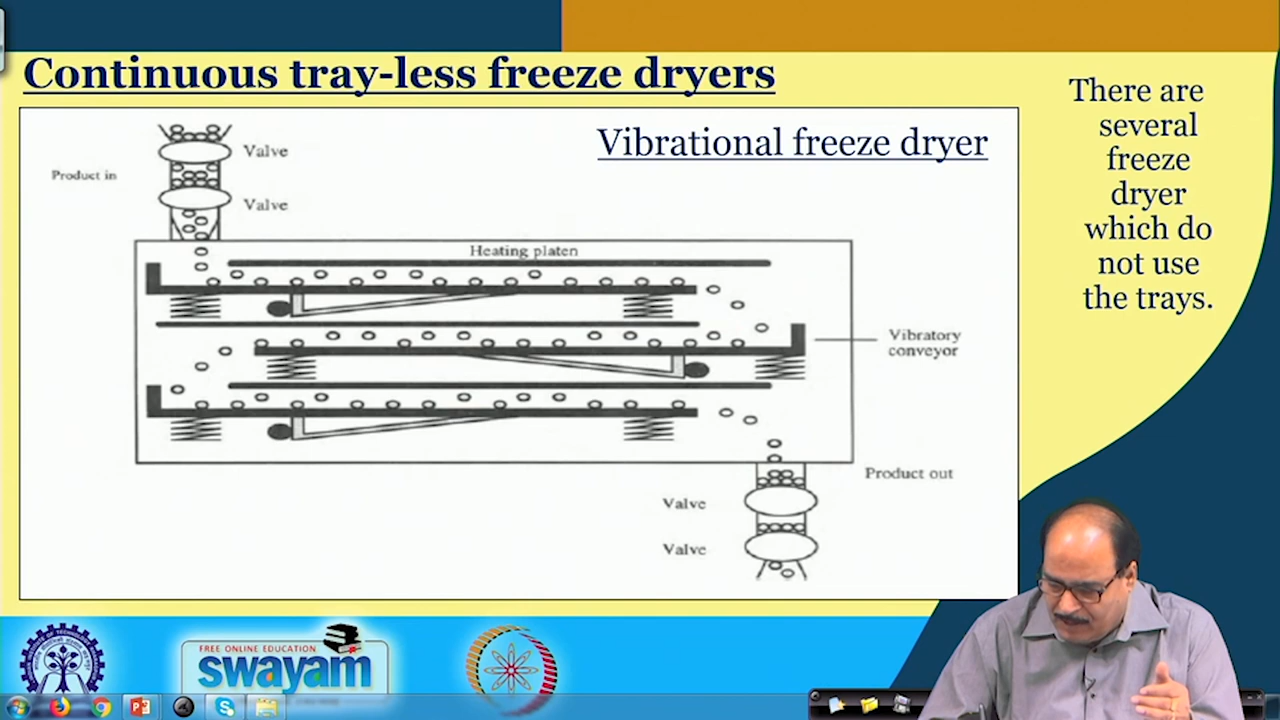 Continuous tray-less freeze dryers
Vibrational freeze dryer
There are
several
freeze
dryer
which do
not use
the trays.
Valve
Product in
Valve
Heating platen
Vibratory
conveyor
Product out
Valve
Valve
FREE ONLINE EDUCATION
swayam